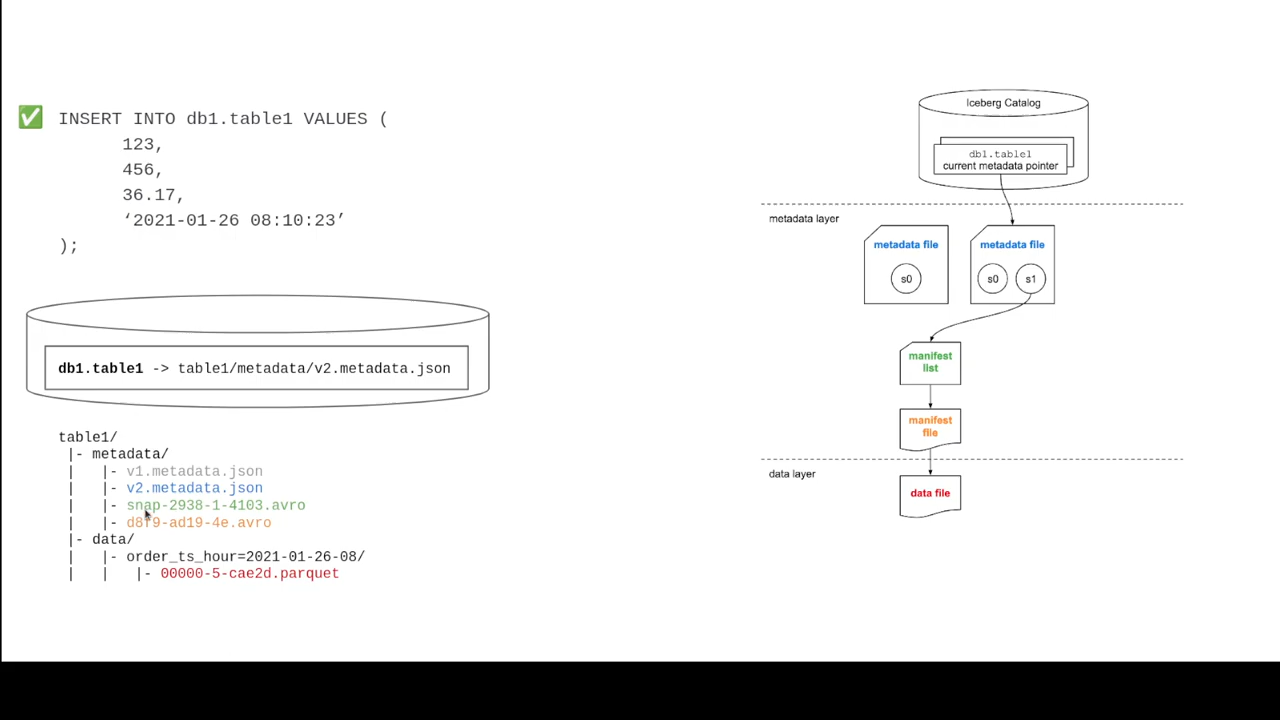 INSERT INTO db1.table1 VALUES (
123,
456,
36.17,
‘2021-01-26 08:10:23’
);
db1.table1 -> table1/metadata/v2.metadata.json
table1/
|- metadata/
| |- v1.metadata.json
| |- v2.metadata.json
| |- snap-2938-1-4103.avro
| |- d8f9-ad19-4e.avro
|- data/
| |- order_ts_hour=2021-01-26-08/
| | |- 00000-5-cae2d.parquet
Iceberg Catalog
db1.table1
current metadata pointer
metadata layer
metadata file
s0
metadata file
s0 s1
manifest
list
manifest
file
data layer
data file